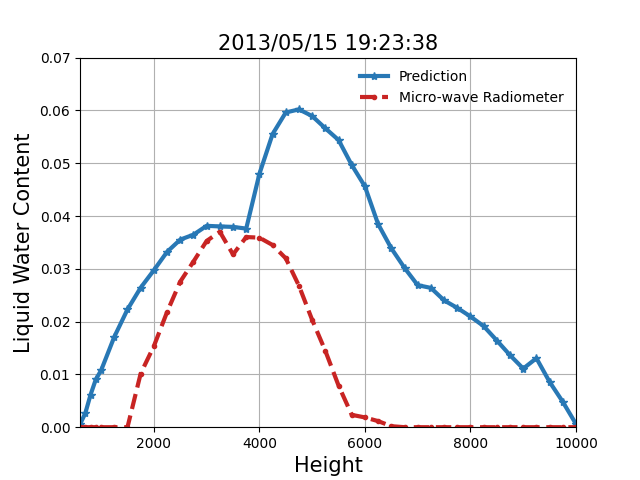 2013/05/15 19:23:38
0.07
0.06
0.05
0.04
0.03
0.02
0.01
0.00
Liquid Water Content
Prediction
Micro-wave Radiometer
2000 4000 6000 8000 10000
Height